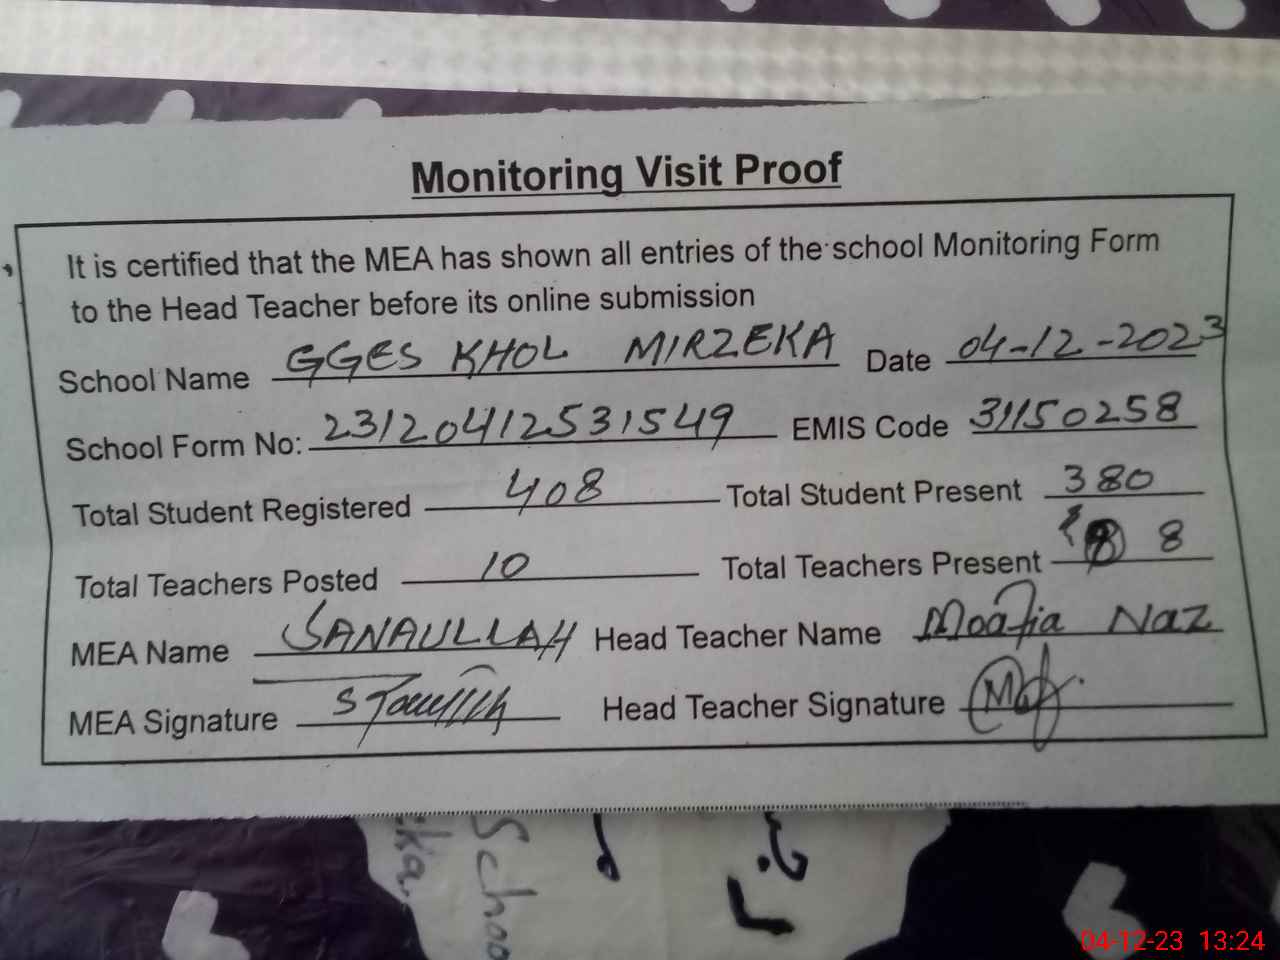 Monitoring Visit Proof
It is certified that the MEA has shown all entries of the school Monitoring Form
to the Head Teacher before its online submission
School Name GGES KHOL MIRZEKA Date 04-12-2023
School Form No: 23120412531549 EMIS Code 31150258
Total Student Registered 408 Total Student Present 380
Total Teachers Posted 10 Total Teachers Present 8
MEA Name SANAULLAH Head Teacher Name Moafia Naz
MEA Signature Head Teacher Signature
ka.
School
04-12-23 13:24